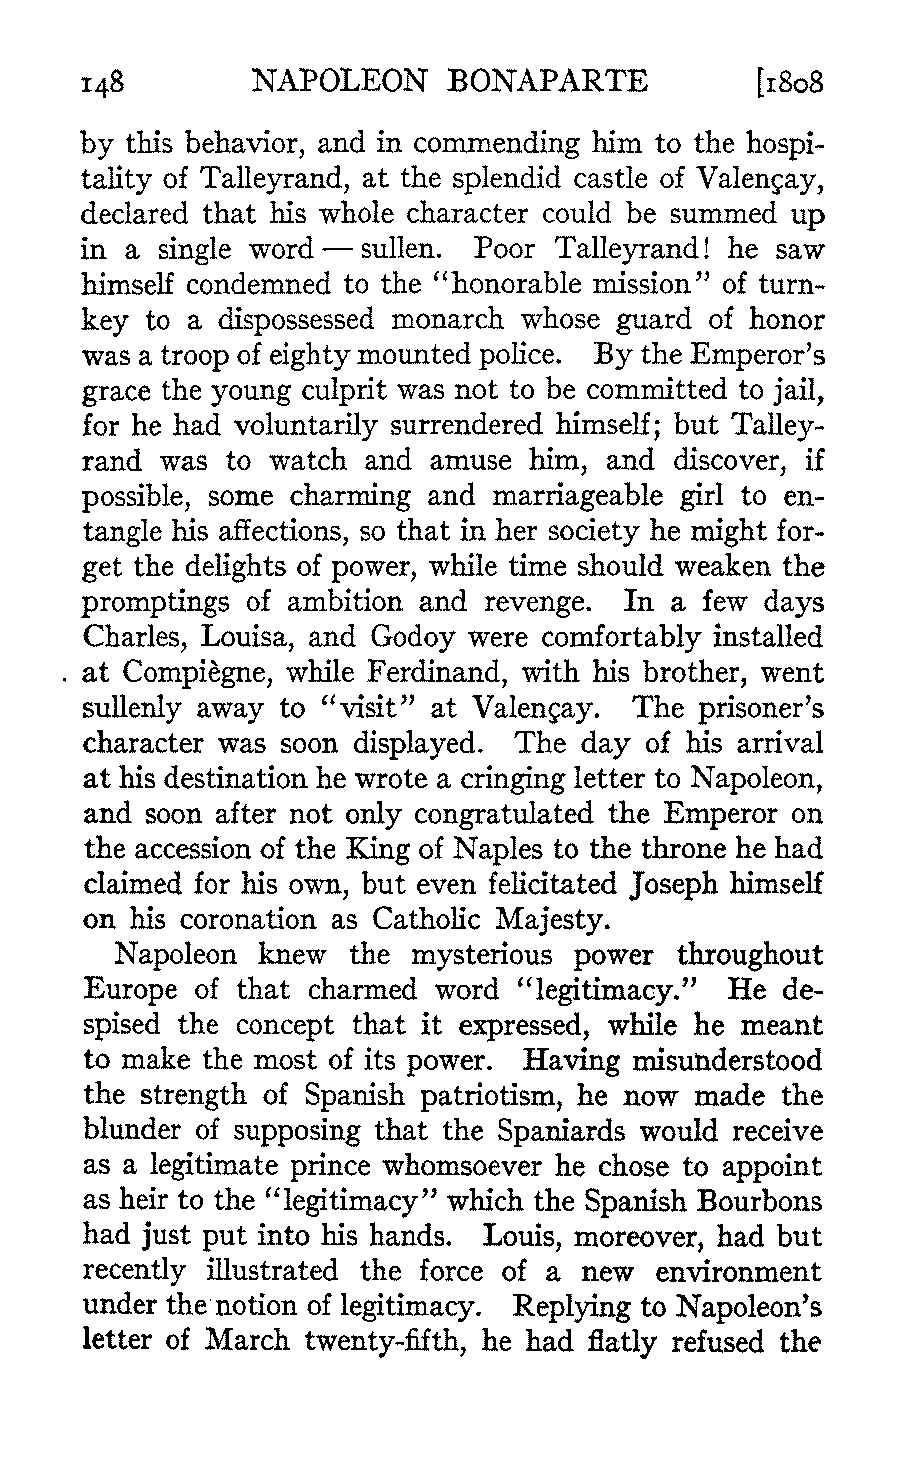 148 NAPOLEON BONAPARTE [1808
by this behavior, and in commending him to the hospi-
tality of Talleyrand, at the splendid castle of Valençay,
declared that his whole character could be summed up
in a single word — sullen. Poor Talleyrand! he saw
himself condemned to the "honorable mission" of turn-
key to a dispossessed monarch whose guard of honor
was a troop of eighty mounted police. By the Emperor's
grace the young culprit was not to be committed to jail,
for he had voluntarily surrendered himself; but Talley-
rand was to watch and amuse him, and discover, if
possible, some charming and marriageable girl to en-
tangle his affections, so that in her society he might for-
get the delights of power, while time should weaken the
promptings of ambition and revenge. In a few days
Charles, Louisa, and Godoy were comfortably installed
at Compiègne, while Ferdinand, with his brother, went
sullenly away to "visit" at Valençay. The prisoner's
character was soon displayed. The day of his arrival
at his destination he wrote a cringing letter to Napoleon,
and soon after not only congratulated the Emperor on
the accession of the King of Naples to the throne he had
claimed for his own, but even felicitated Joseph himself
on his coronation as Catholic Majesty.
Napoleon knew the mysterious power throughout
Europe of that charmed word "legitimacy." He de-
spised the concept that it expressed, while he meant
to make the most of its power. Having misunderstood
the strength of Spanish patriotism, he now made the
blunder of supposing that the Spaniards would receive
as a legitimate prince whomsoever he chose to appoint
as heir to the "legitimacy" which the Spanish Bourbons
had just put into his hands. Louis, moreover, had but
recently illustrated the force of a new environment
under the notion of legitimacy. Replying to Napoleon's
letter of March twenty-fifth, he had flatly refused the